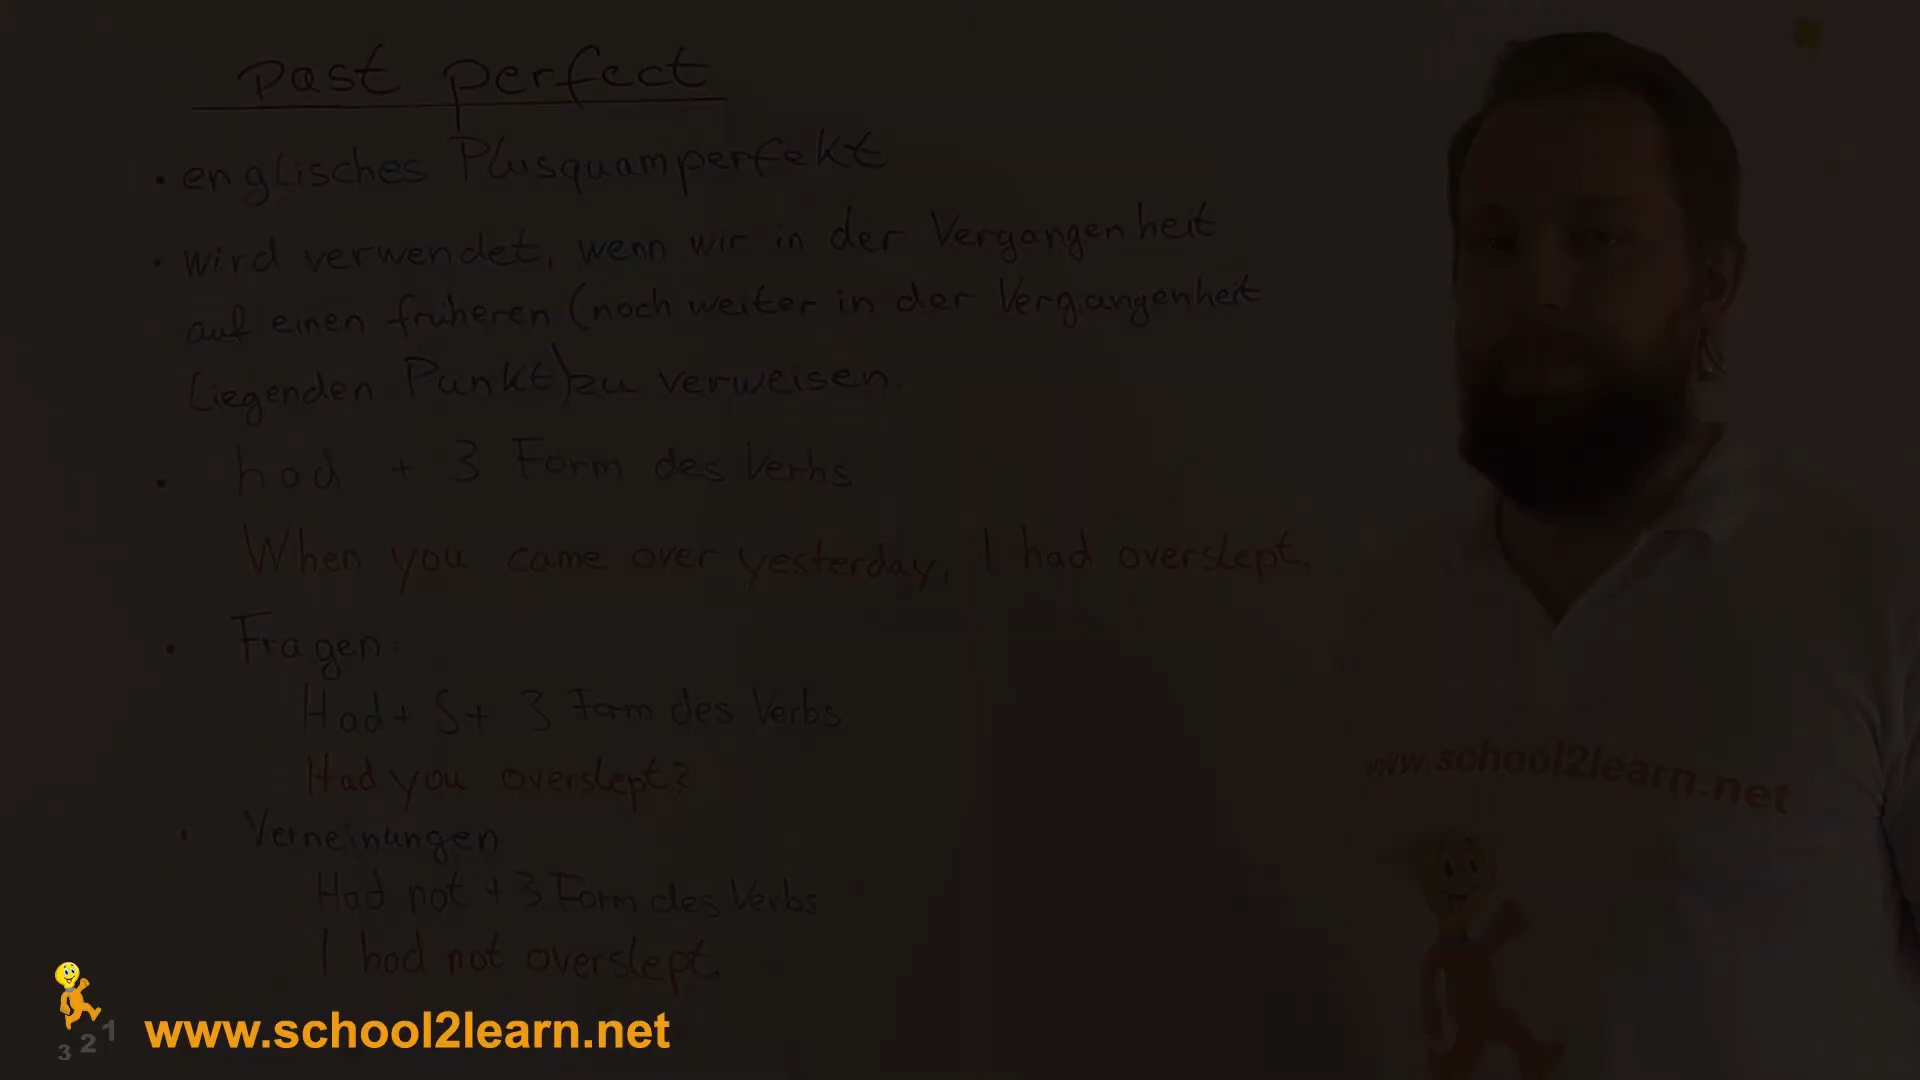 past perfect
• englisches Plusquamperfekt
• wird verwendet, wenn wir in der Vergangenheit
auf einen früheren (noch weiter in der Vergangenheit
liegenden Punkt) zu verweisen.
• had + 3 Form des Verbs
When you came over yesterday, I had overslept.
• Fragen:
Had + S + 3 Form des Verbs
Had you overslept?
• Verneinungen
Had not + 3 Form des Verbs
I had not overslept.
www.school2learn.net
3 2 1
www.school2learn.net